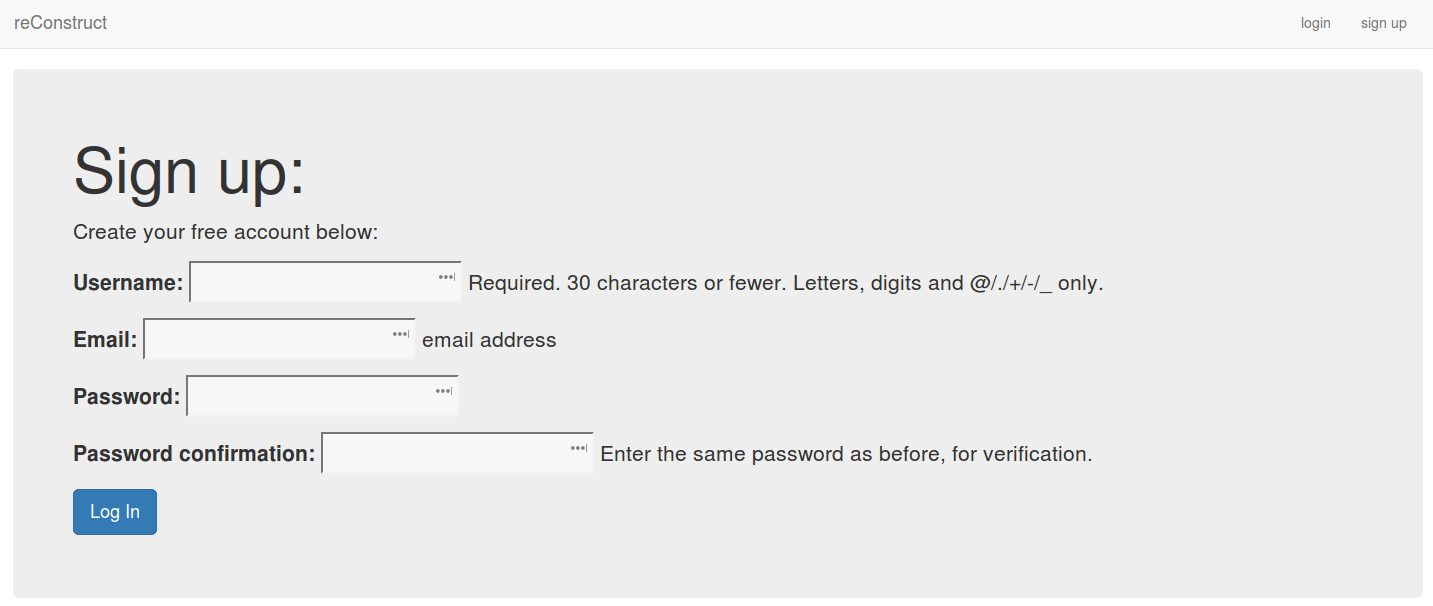 reConstruct login sign up
Sign up:
Create your free account below:
Username: Required. 30 characters or fewer. Letters, digits and @/./+/-/_ only.
Email: email address
Password:
Password confirmation: Enter the same password as before, for verification.
Log In